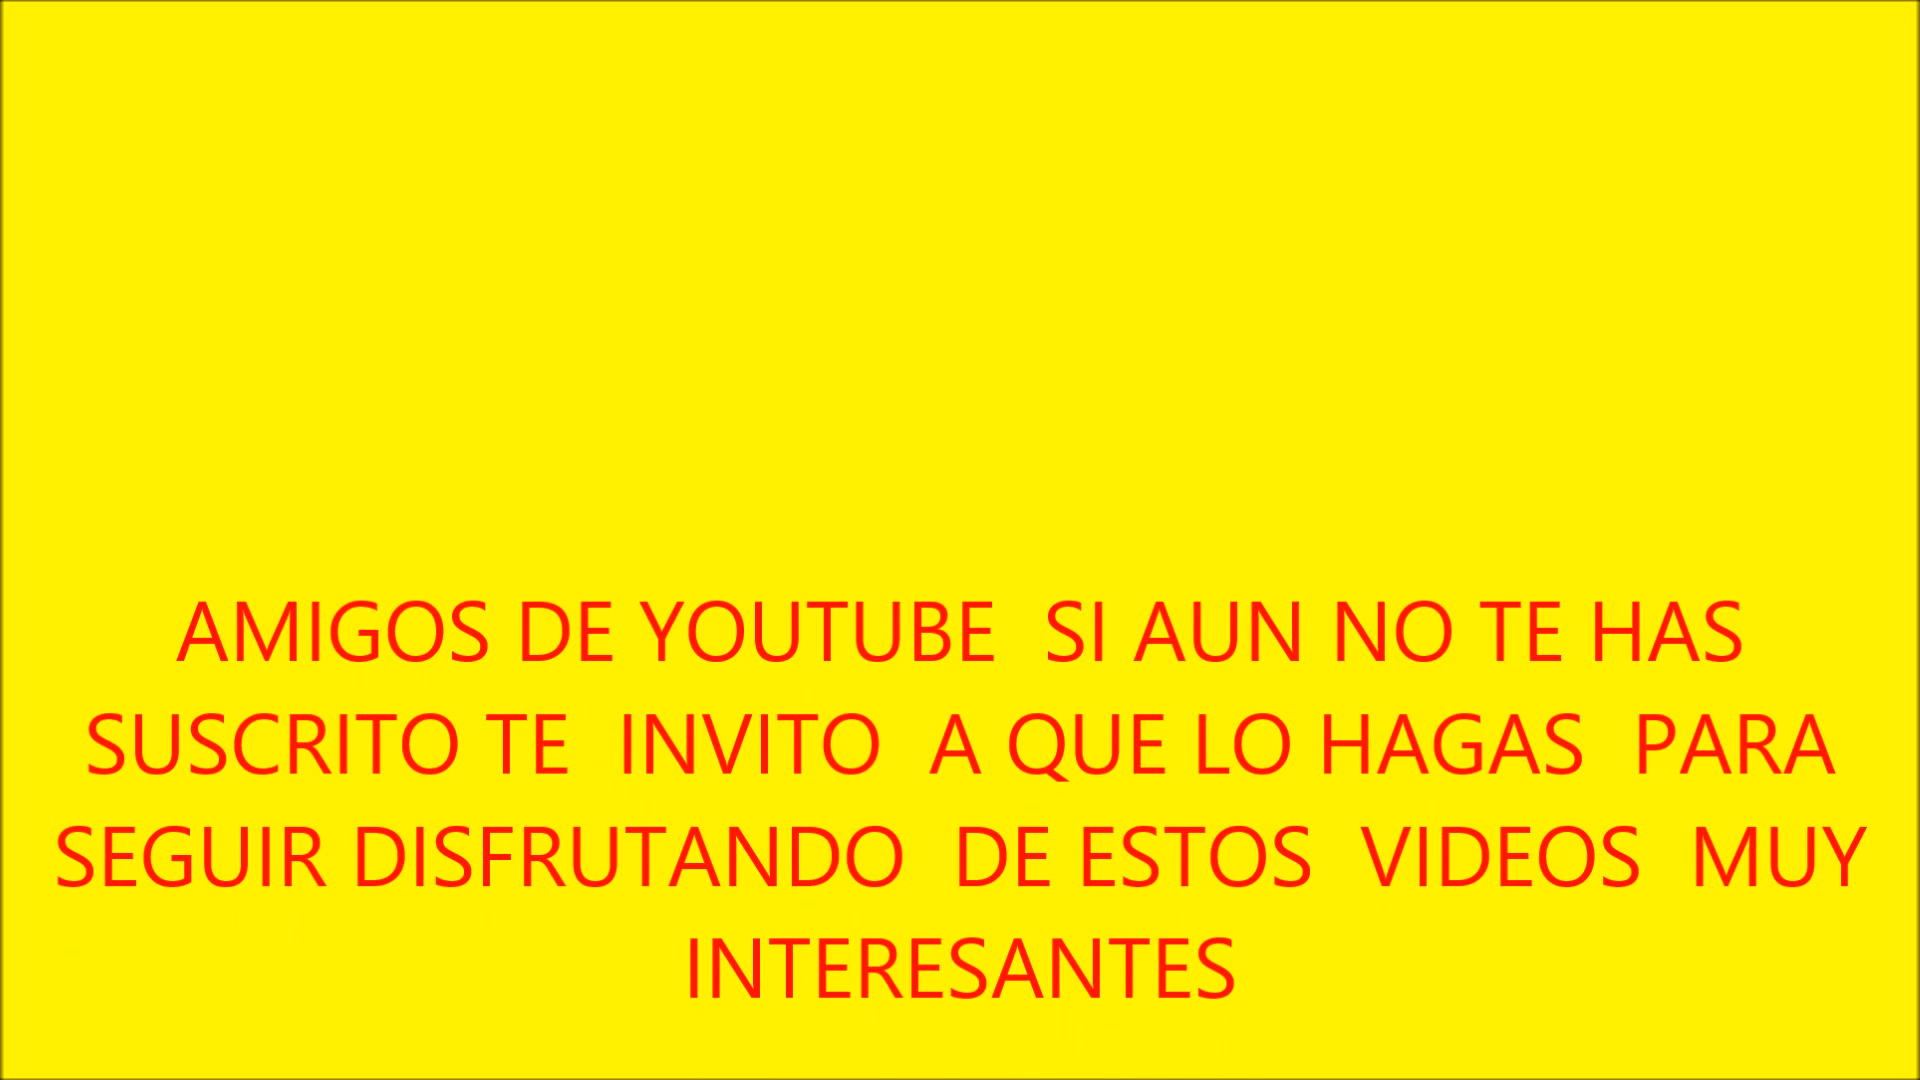 AMIGOS DE YOUTUBE  SI AUN NO TE HAS
SUSCRITO TE  INVITO  A QUE LO HAGAS  PARA
SEGUIR DISFRUTANDO  DE ESTOS  VIDEOS  MUY
INTERESANTES